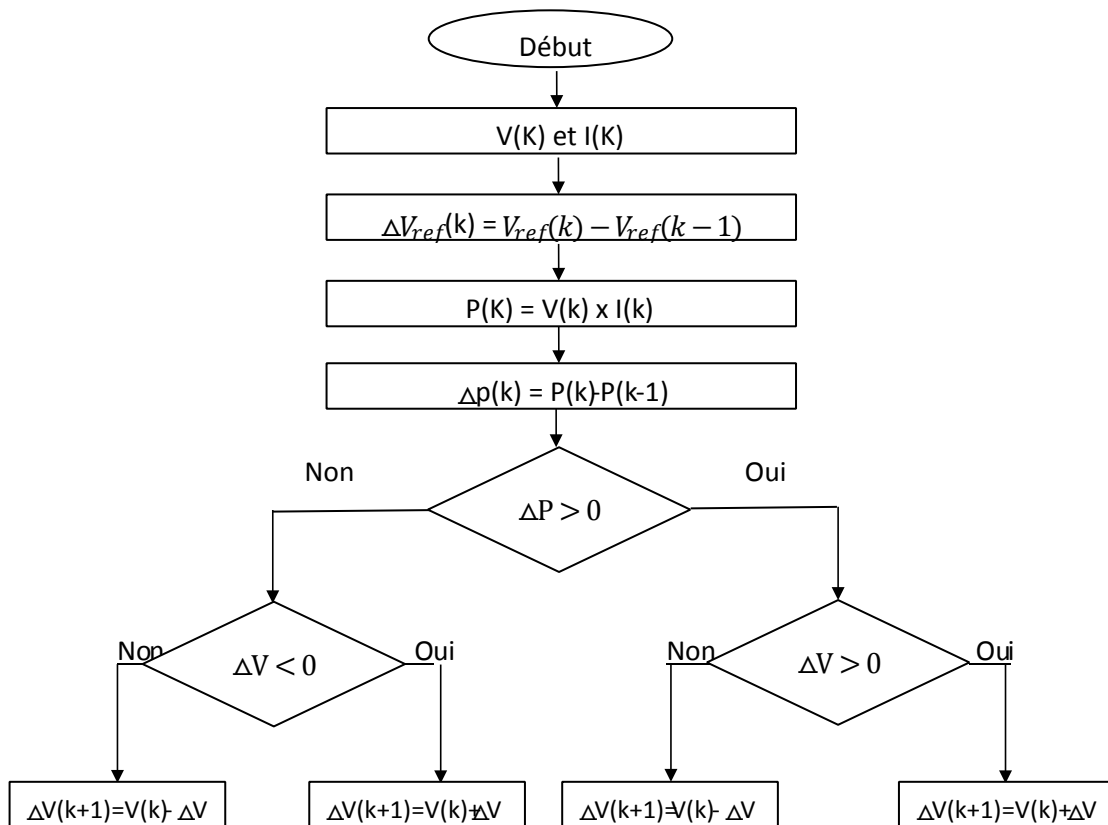 Début
V(K) et I(K)
△V_ref(k) = V_ref(k) − V_ref(k − 1)
P(K) = V(k) x I(k)
△p(k) = P(k)-P(k-1)
Non
Oui
△P > 0
Non
△V < 0
Oui
Non
△V > 0
Oui
△V(k+1)=V(k)- △V
△V(k+1)=V(k)+△V
△V(k+1)=V(k)- △V
△V(k+1)=V(k)+△V